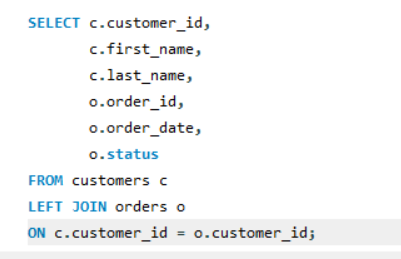 SELECT c.customer_id,
c.first_name,
c.last_name,
o.order_id,
o.order_date,
o.status
FROM customers c
LEFT JOIN orders o
ON c.customer_id = o.customer_id;